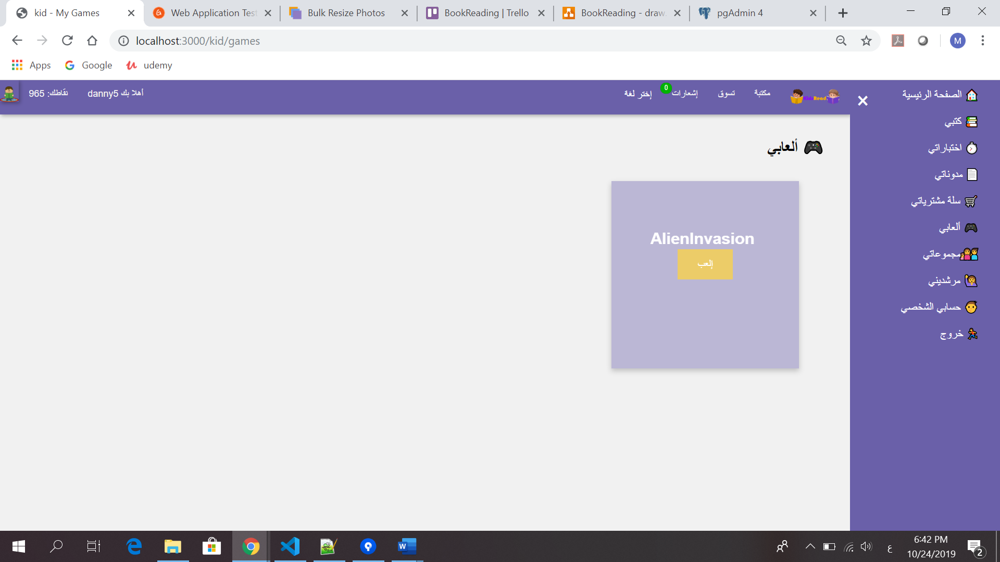 kid - My Games
Web Application Test
Bulk Resize Photos
BookReading | Trello
BookReading - draw.
pgAdmin 4
localhost:3000/kid/games
M
Apps
Google
udemy
الصفحة الرئيسية
كتبي
اختباراتي
مدوناتي
سلة مشترياتي
ألعابي
مجموعاتي
مرشديني
حسابي الشخصي
خروج
KidsRead
مكتبة
تسوق
إشعارات
0
إختر لغة
أهلا بك danny5
نقاطك: 965
ألعابي
AlienInvasion
إلعب
W
ع
6:42 PM
10/24/2019
2